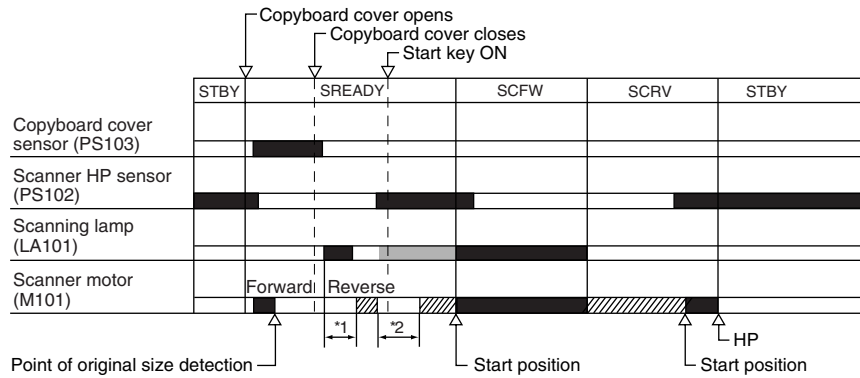 Copyboard cover opens
Copyboard cover closes
Start key ON
STBY SREADY SCFW SCRV STBY
Copyboard cover
sensor (PS103)
Scanner HP sensor
(PS102)
Scanning lamp
(LA101)
Scanner motor
(M101)
Forward Reverse
*1 *2
HP
Point of original size detection Start position Start position